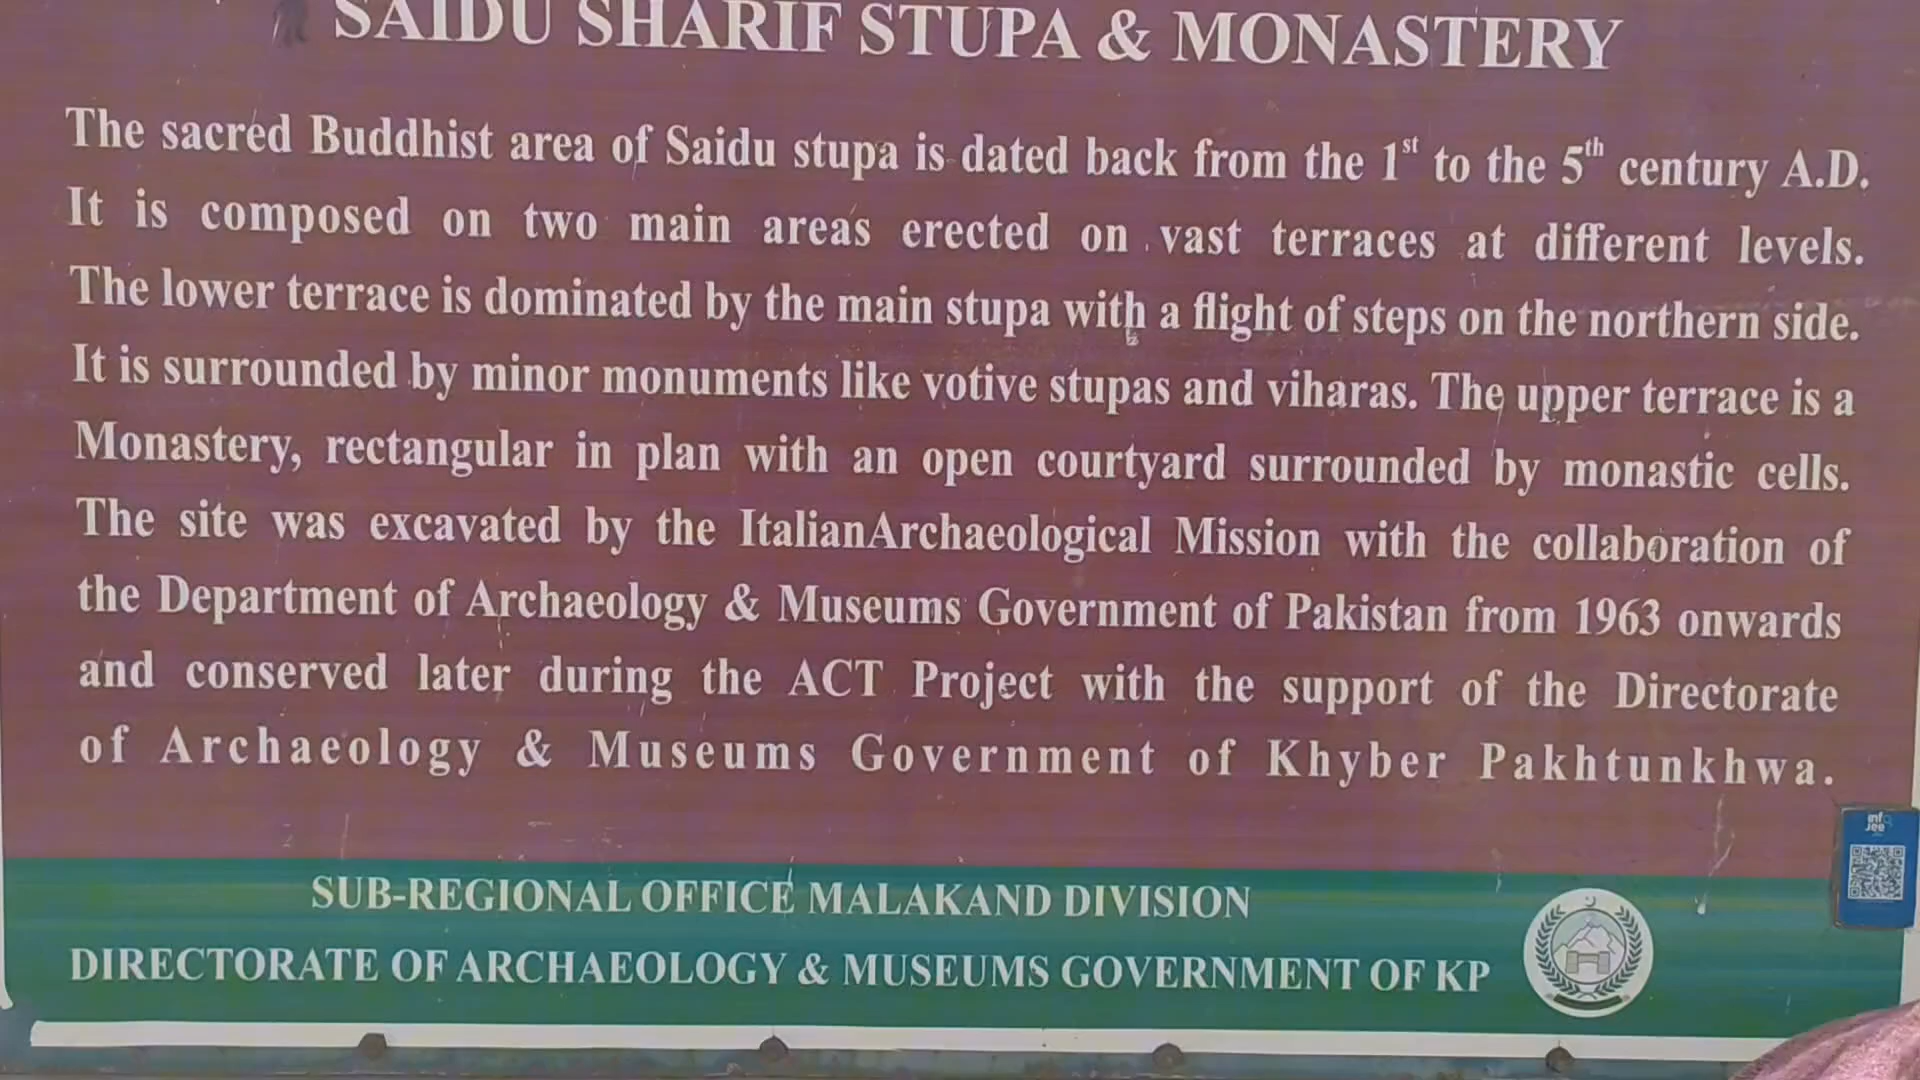 SAIDU SHARIF STUPA & MONASTERY
The sacred Buddhist area of Saidu stupa is dated back from the 1st to the 5th century A.D.
It is composed on two main areas erected on vast terraces at different levels.
The lower terrace is dominated by the main stupa with a flight of steps on the northern side.
It is surrounded by minor monuments like votive stupas and viharas. The upper terrace is a
Monastery, rectangular in plan with an open courtyard surrounded by monastic cells.
The site was excavated by the ItalianArchaeological Mission with the collaboration of
the Department of Archaeology & Museums Government of Pakistan from 1963 onwards
and conserved later during the ACT Project with the support of the Directorate
of Archaeology & Museums Government of Khyber Pakhtunkhwa.
inf
Jee
SUB-REGIONAL OFFICE MALAKAND DIVISION
DIRECTORATE OF ARCHAEOLOGY & MUSEUMS GOVERNMENT OF KP